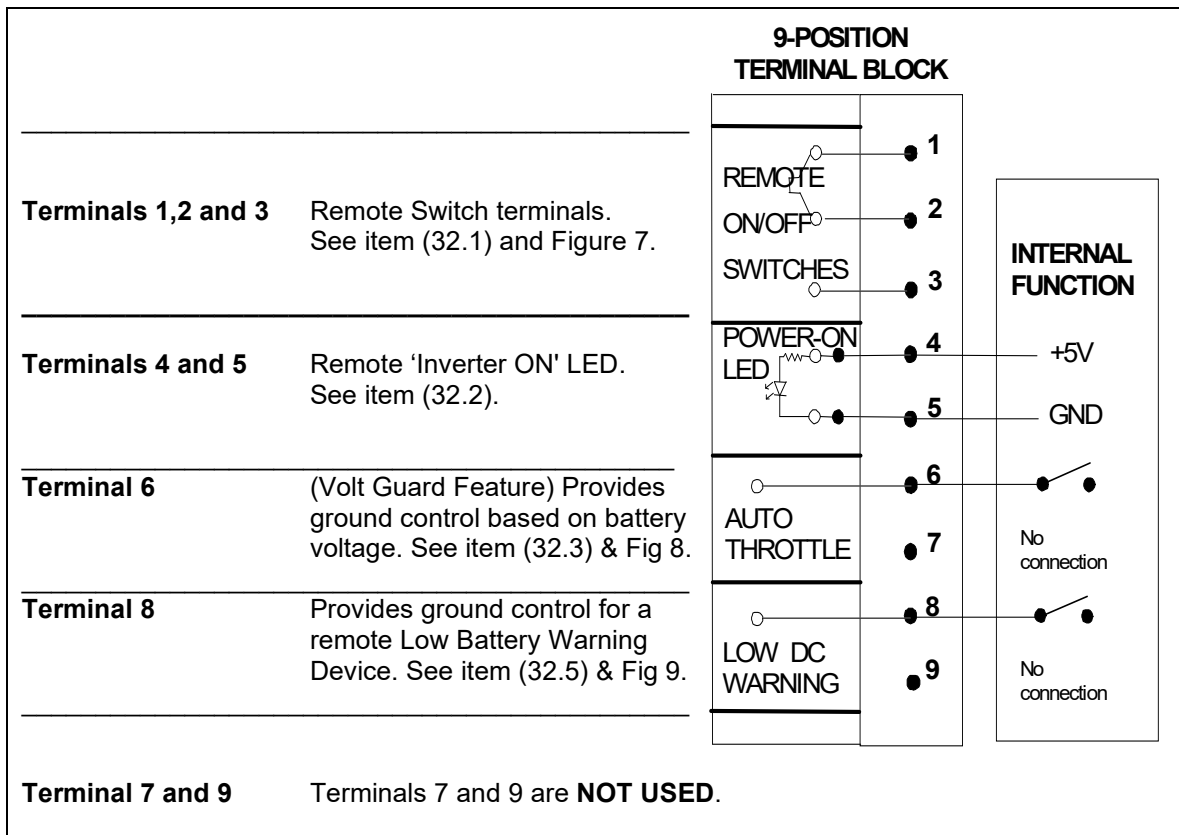 9-POSITION
TERMINAL BLOCK
Terminals 1,2 and 3 Remote Switch terminals.
See item (32.1) and Figure 7.
REMOTE
ON/OFF
SWITCHES
1
2
3
INTERNAL
FUNCTION
Terminals 4 and 5 Remote ‘Inverter ON' LED.
See item (32.2).
POWER-ON
LED
4
+5V
5
GND
Terminal 6 (Volt Guard Feature) Provides
ground control based on battery
voltage. See item (32.3) & Fig 8.
AUTO
THROTTLE
6
7
No
connection
Terminal 8 Provides ground control for a
remote Low Battery Warning
Device. See item (32.5) & Fig 9.
LOW DC
WARNING
8
9
No
connection
Terminal 7 and 9 Terminals 7 and 9 are NOT USED.